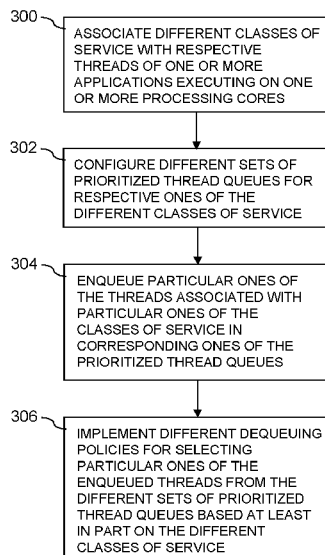 300
ASSOCIATE DIFFERENT CLASSES OF
SERVICE WITH RESPECTIVE
THREADS OF ONE OR MORE
APPLICATIONS EXECUTING ON ONE
OR MORE PROCESSING CORES
302
CONFIGURE DIFFERENT SETS OF
PRIORITIZED THREAD QUEUES FOR
RESPECTIVE ONES OF THE
DIFFERENT CLASSES OF SERVICE
304
ENQUEUE PARTICULAR ONES OF
THE THREADS ASSOCIATED WITH
PARTICULAR ONES OF THE
CLASSES OF SERVICE IN
CORRESPONDING ONES OF THE
PRIORITIZED THREAD QUEUES
306
IMPLEMENT DIFFERENT DEQUEUING
POLICIES FOR SELECTING
PARTICULAR ONES OF THE
ENQUEUED THREADS FROM THE
DIFFERENT SETS OF PRIORITIZED
THREAD QUEUES BASED AT LEAST
IN PART ON THE DIFFERENT
CLASSES OF SERVICE